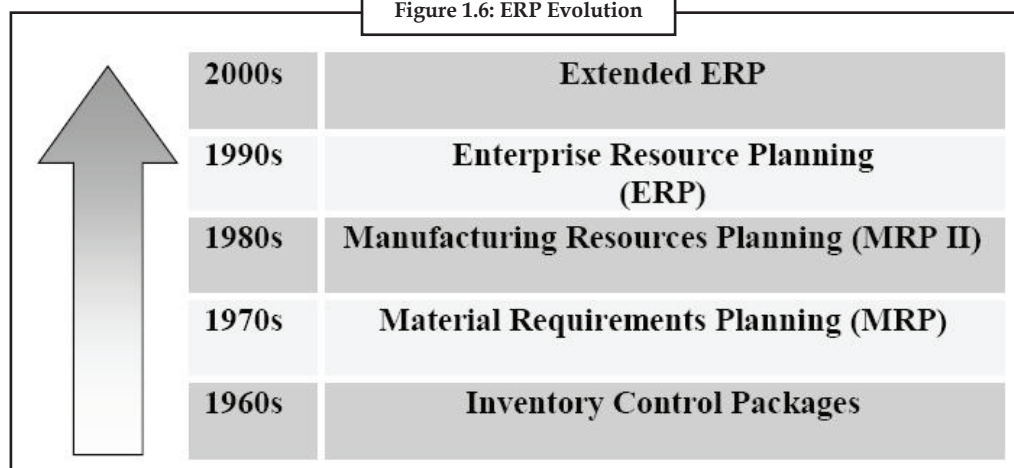 Figure 1.6: ERP Evolution
2000s Extended ERP
1990s Enterprise Resource Planning
(ERP)
1980s Manufacturing Resources Planning (MRP II)
1970s Material Requirements Planning (MRP)
1960s Inventory Control Packages